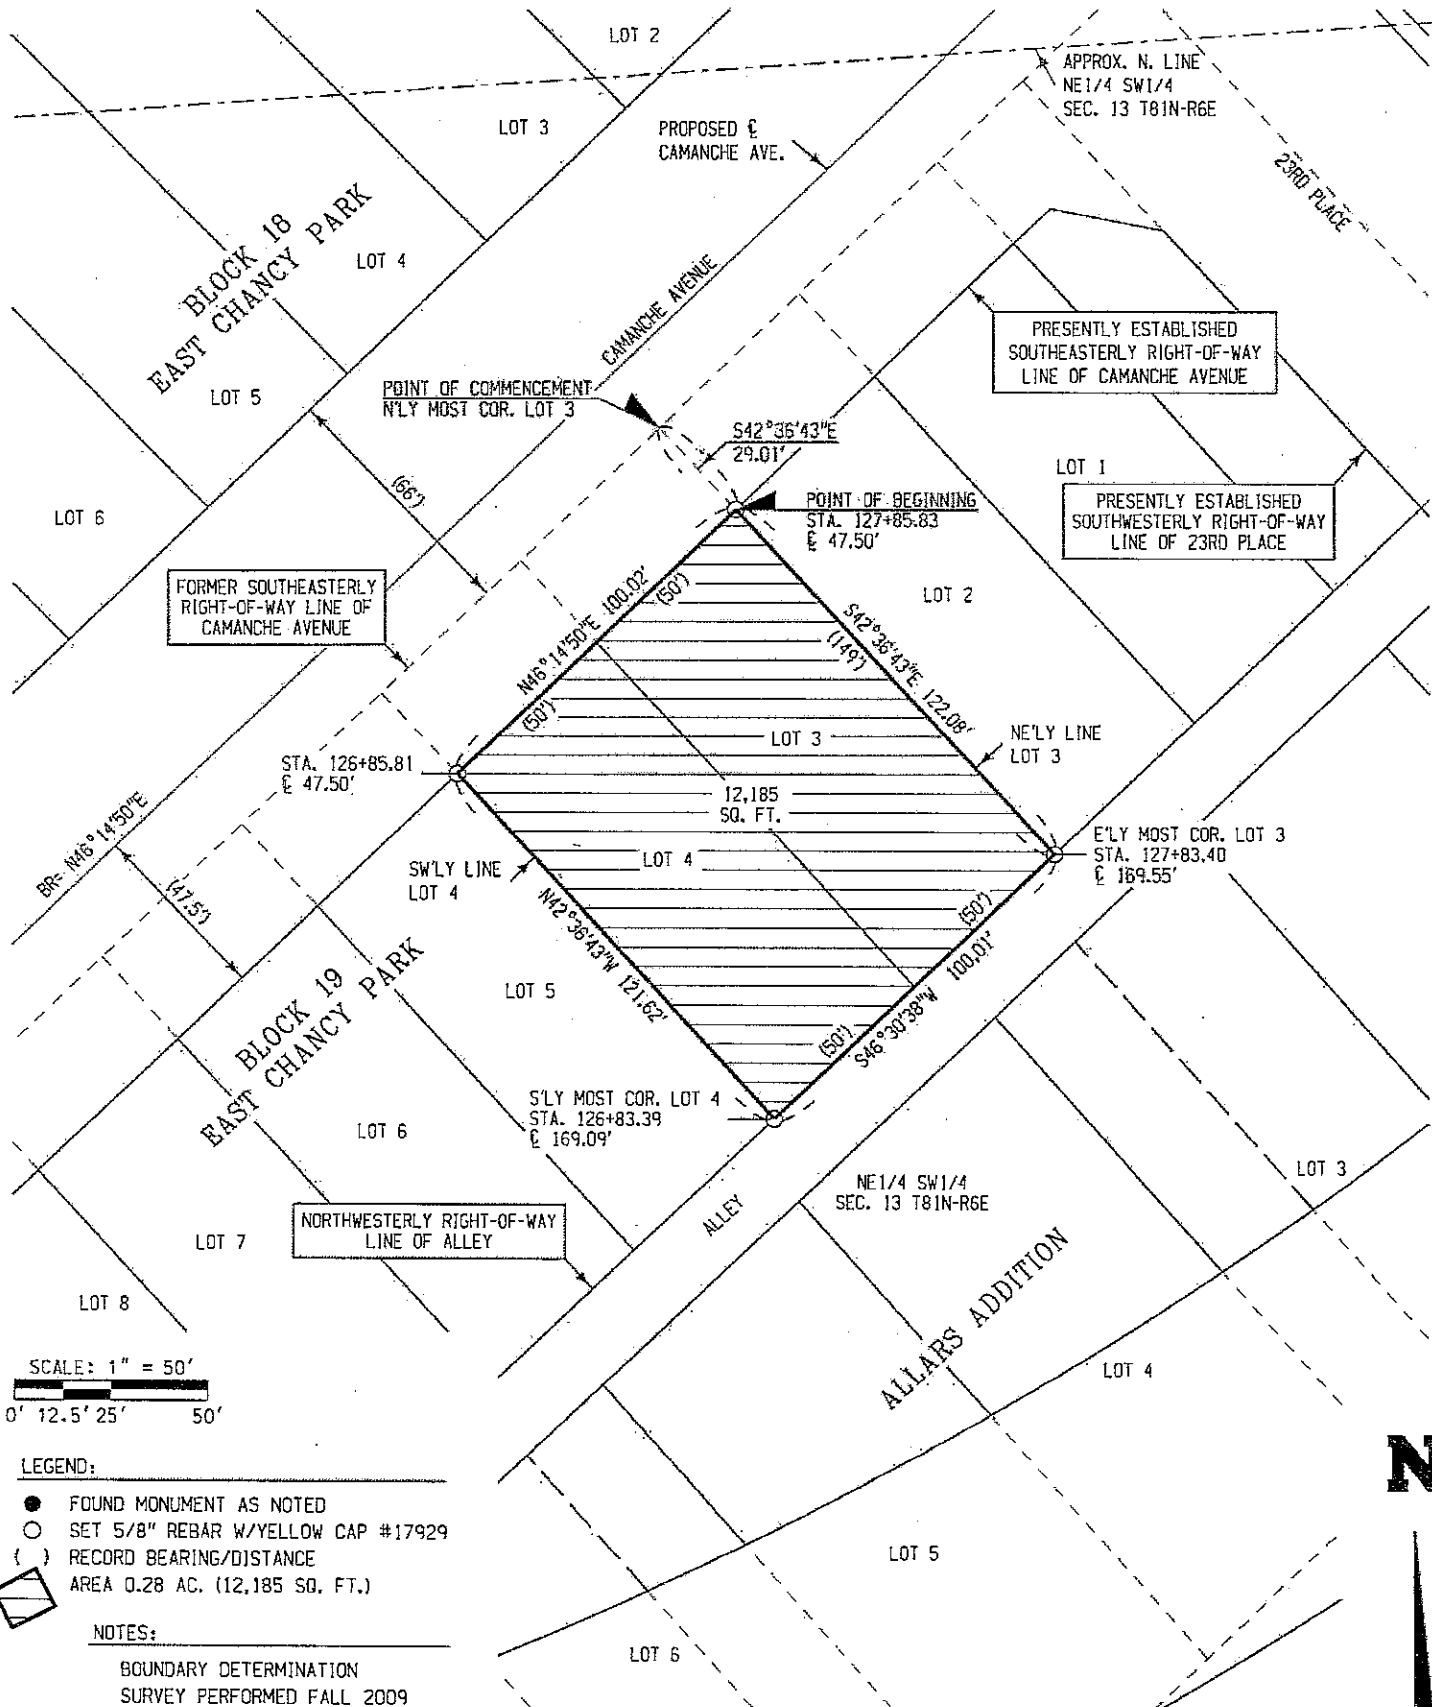 LOT 2
APPROX. N. LINE
NE1/4 SW1/4
SEC. 13 T81N-R6E
LOT 3
PROPOSED ℄
CAMANCHE AVE.
23RD PLACE
BLOCK 18
EAST CHANCY PARK
LOT 4
CAMANCHE AVENUE
PRESENTLY ESTABLISHED
SOUTHEASTERLY RIGHT-OF-WAY
LINE OF CAMANCHE AVENUE
LOT 5
POINT OF COMMENCEMENT
N'LY MOST COR. LOT 3
S42°36'43"E
29.01'
LOT 1
(66')
LOT 6
POINT OF BEGINNING
STA. 127+85.83
℄ 47.50'
PRESENTLY ESTABLISHED
SOUTHWESTERLY RIGHT-OF-WAY
LINE OF 23RD PLACE
FORMER SOUTHEASTERLY
RIGHT-OF-WAY LINE OF
CAMANCHE AVENUE
N46°14'50"E 100.02'
(50')
(50')
LOT 2
S42°36'43"E 122.08'
(149')
LOT 3
NE'LY LINE
LOT 3
STA. 126+85.81
℄ 47.50'
12,185
SQ. FT.
BR= N46°14'50"E
(47.5')
SW'LY LINE
LOT 4
LOT 4
E'LY MOST COR. LOT 3
STA. 127+83.40
℄ 169.55'
N42°36'43"W 121.62'
(50')
S46°30'38"W 100.01'
(50')
BLOCK 19
EAST CHANCY PARK
LOT 5
S'LY MOST COR. LOT 4
STA. 126+83.39
℄ 169.09'
LOT 6
NE1/4 SW1/4
SEC. 13 T81N-R6E
LOT 3
ALLEY
NORTHWESTERLY RIGHT-OF-WAY
LINE OF ALLEY
LOT 7
LOT 8
ALLARS ADDITION
LOT 4
SCALE: 1" = 50'
0' 12.5' 25' 50'
N
LEGEND:
FOUND MONUMENT AS NOTED
SET 5/8" REBAR W/YELLOW CAP #17929
( ) RECORD BEARING/DISTANCE
AREA 0.28 AC. (12,185 SQ. FT.)
LOT 5
LOT 6
NOTES:
BOUNDARY DETERMINATION
SURVEY PERFORMED FALL 2009